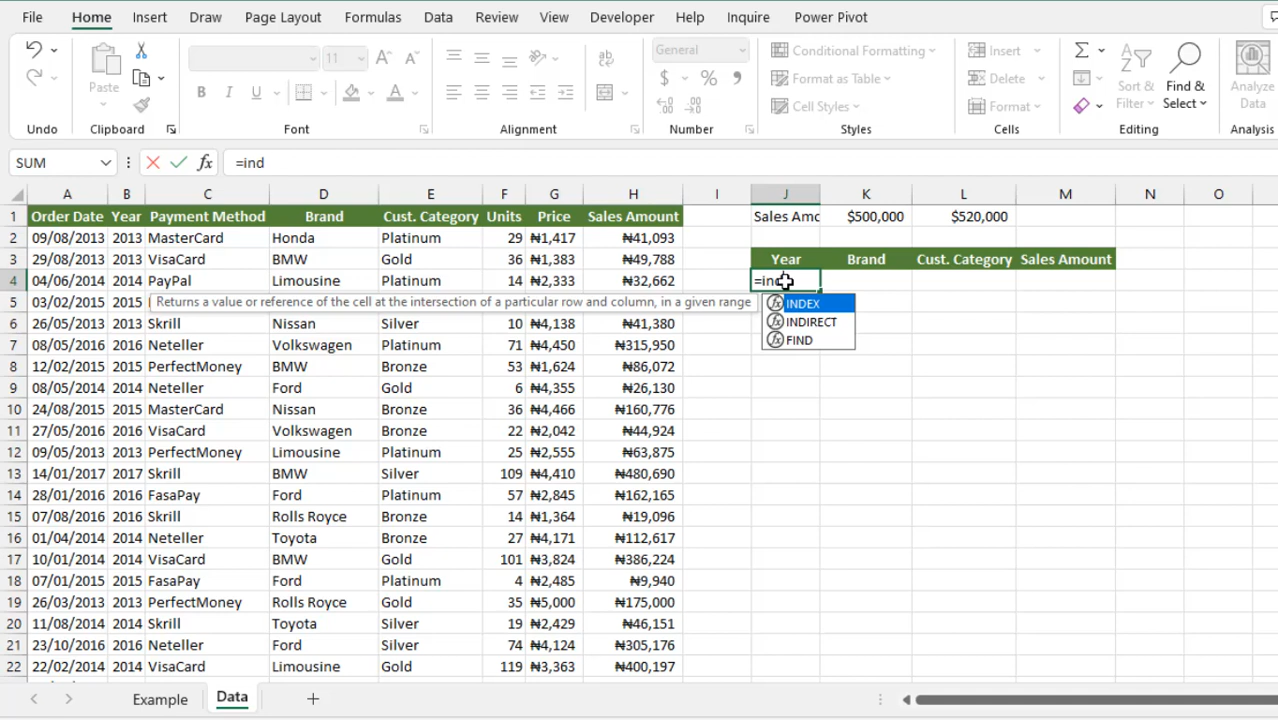 File Home Insert Draw Page Layout Formulas Data Review View Developer Help Inquire Power Pivot
Undo
Paste
Clipboard
11
B I U A
Font
ab
Alignment
General
$ % ,
Number
Conditional Formatting
Format as Table
Cell Styles
Styles
Insert
Delete
Format
Cells
Sort & Filter
Find & Select
Editing
Analyze Data
Analysis
SUM fx =ind
A B C D E F G H I J K L M N O
1 Order Date Year Payment Method Brand Cust. Category Units Price Sales Amount Sales Amo $500,000 $520,000
2 09/08/2013 2013 MasterCard Honda Platinum 29 ₦1,417 ₦41,093
3 29/08/2013 2013 VisaCard BMW Gold 36 ₦1,383 ₦49,788 Year Brand Cust. Category Sales Amount
4 04/06/2014 2014 PayPal Limousine Platinum 14 ₦2,333 ₦32,662 =ind
5 03/02/2015 2015 Returns a value or reference of the cell at the intersection of a particular row and column, in a given range INDEX
INDIRECT
FIND
6 26/05/2013 2013 Skrill Nissan Silver 10 ₦4,138 ₦41,380
7 08/05/2016 2016 Neteller Volkswagen Platinum 71 ₦4,450 ₦315,950
8 12/02/2015 2015 PerfectMoney BMW Bronze 53 ₦1,624 ₦86,072
9 08/05/2014 2014 Neteller Ford Gold 6 ₦4,355 ₦26,130
10 24/08/2015 2015 MasterCard Nissan Bronze 36 ₦4,466 ₦160,776
11 27/05/2016 2016 VisaCard Volkswagen Bronze 22 ₦2,042 ₦44,924
12 09/05/2013 2013 PerfectMoney Limousine Platinum 25 ₦2,555 ₦63,875
13 14/01/2017 2017 Skrill BMW Silver 109 ₦4,410 ₦480,690
14 28/01/2016 2016 FasaPay Ford Platinum 57 ₦2,845 ₦162,165
15 07/08/2016 2016 Skrill Rolls Royce Bronze 14 ₦1,364 ₦19,096
16 01/04/2014 2014 Neteller Toyota Bronze 27 ₦4,171 ₦112,617
17 10/01/2014 2014 VisaCard BMW Gold 101 ₦3,824 ₦386,224
18 07/01/2015 2015 FasaPay Ford Platinum 4 ₦2,485 ₦9,940
19 26/03/2013 2013 PerfectMoney Rolls Royce Gold 35 ₦5,000 ₦175,000
20 11/08/2014 2014 Skrill Toyota Silver 19 ₦2,429 ₦46,151
21 23/10/2016 2016 Neteller Ford Silver 74 ₦4,124 ₦305,176
22 22/02/2014 2014 VisaCard Limousine Gold 119 ₦3,363 ₦400,197
Example Data